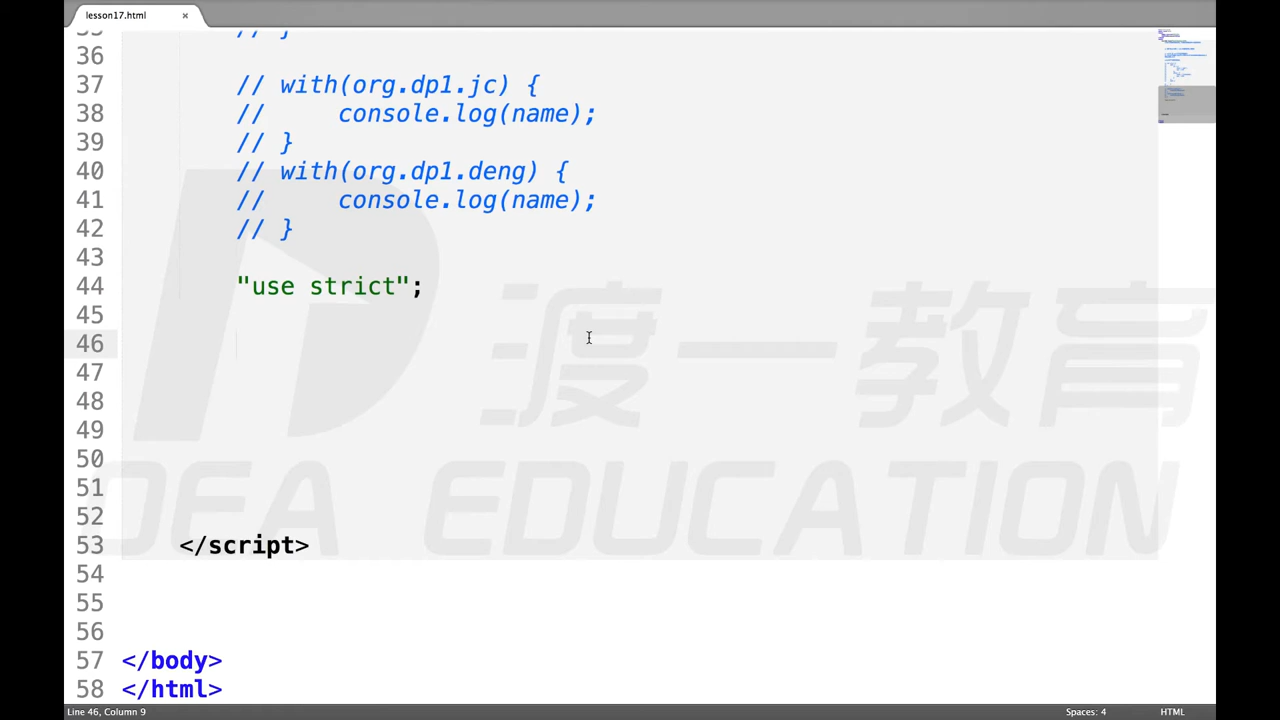 lesson17.html ×
35 // }
36
37 // with(org.dp1.jc) {
38 //     console.log(name);
39 // }
40 // with(org.dp1.deng) {
41 //     console.log(name);
42 // }
43
44 "use strict";
45
46
47
48
49
50
51
52
53 </script>
54
55
56
57 </body>
58 </html>
渡一教育
EDUCATION
Line 46, Column 9
Spaces: 4
HTML